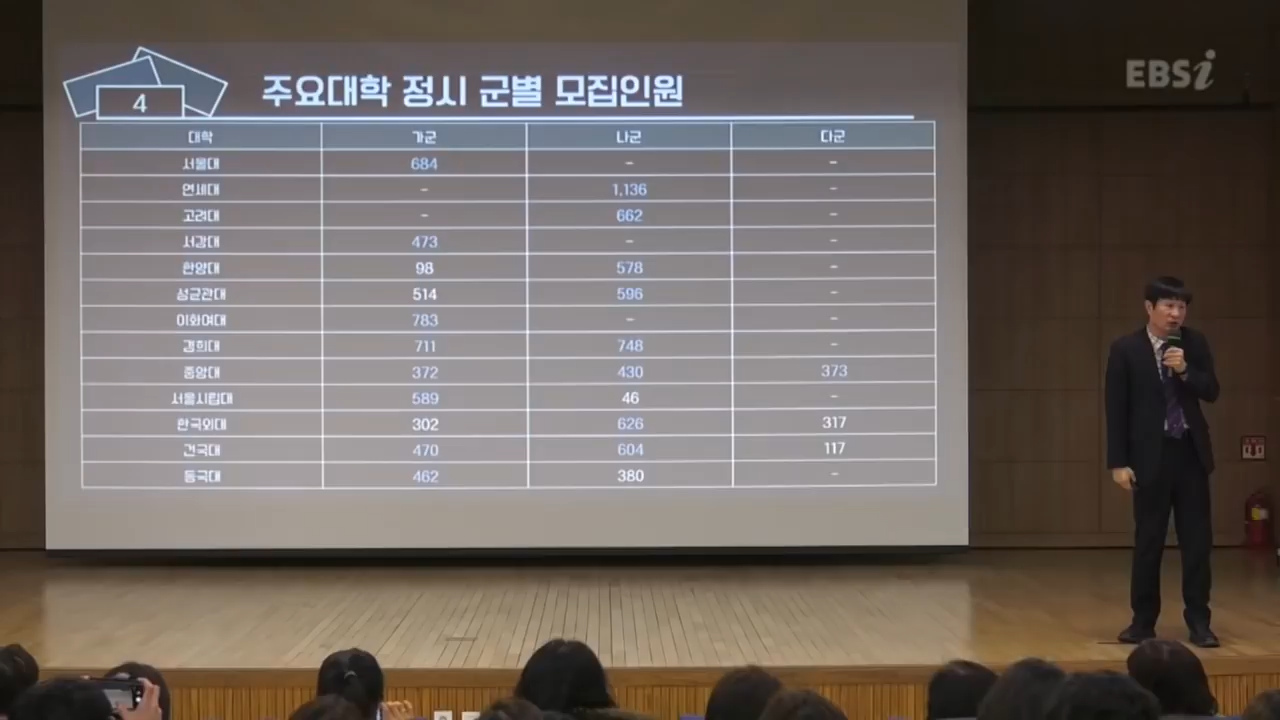 EBSi
4
주요대학 정시 군별 모집인원
대학 가군 나군 다군
서울대 684 - -
연세대 - 1,136 -
고려대 - 662 -
서강대 473 - -
한양대 98 578 -
성균관대 514 596 -
이화여대 783 - -
경희대 711 748 -
중앙대 372 430 373
서울시립대 589 46 -
한국외대 302 626 317
건국대 470 604 117
동국대 462 380 -